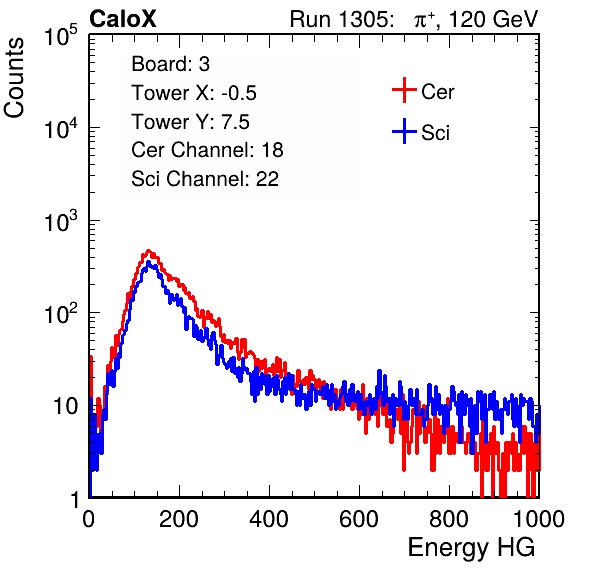 CaloX Run 1305: π⁺, 120 GeV
Counts
10⁵
10⁴
10³
10²
10
1
Board: 3
Tower X: -0.5
Tower Y: 7.5
Cer Channel: 18
Sci Channel: 22
Cer
Sci
0 200 400 600 800 1000
Energy HG